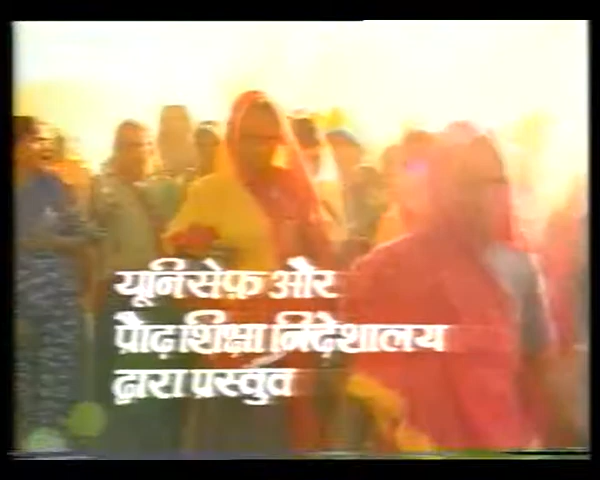 यूनिसेफ़ और
प्रौढ़ शिक्षा निदेशालय
द्वारा प्रस्तुत